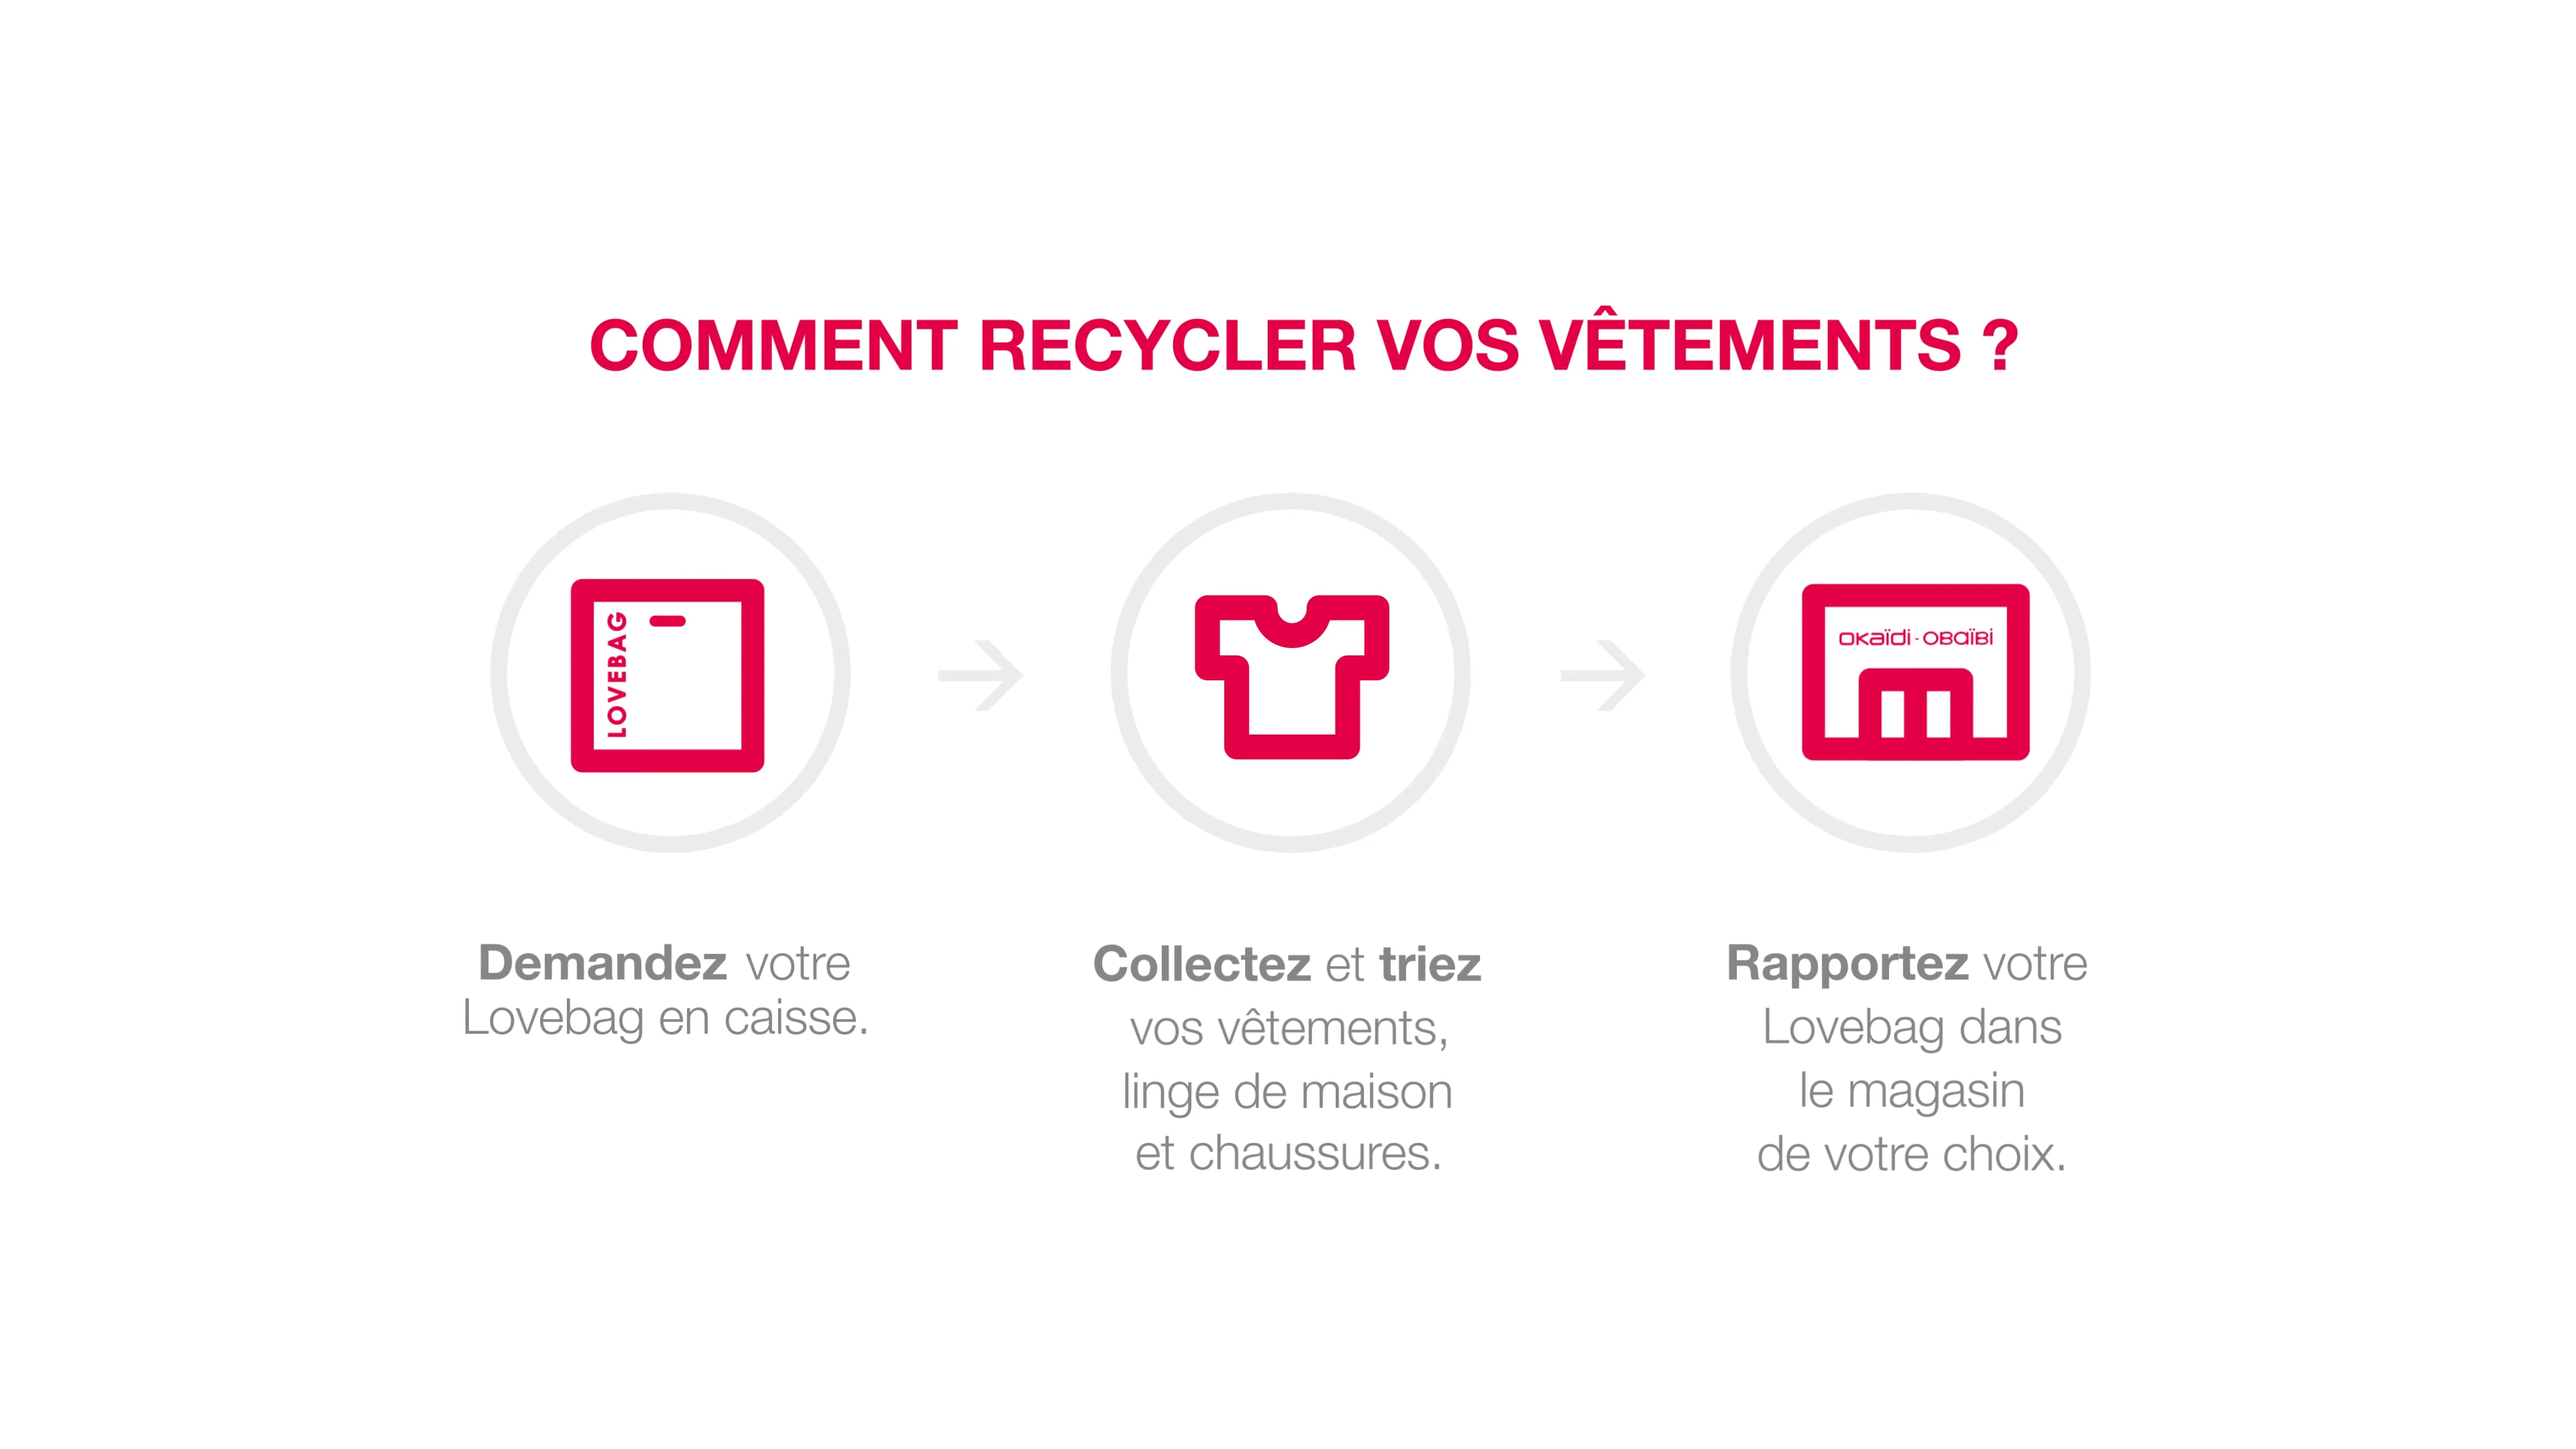 COMMENT RECYCLER VOS VÊTEMENTS ?
LOVEBAG
Demandez votre
Lovebag en caisse.
Collectez et triez
vos vêtements,
linge de maison
et chaussures.
OKaïdi - OBaïBi
Rapportez votre
Lovebag dans
le magasin
de votre choix.